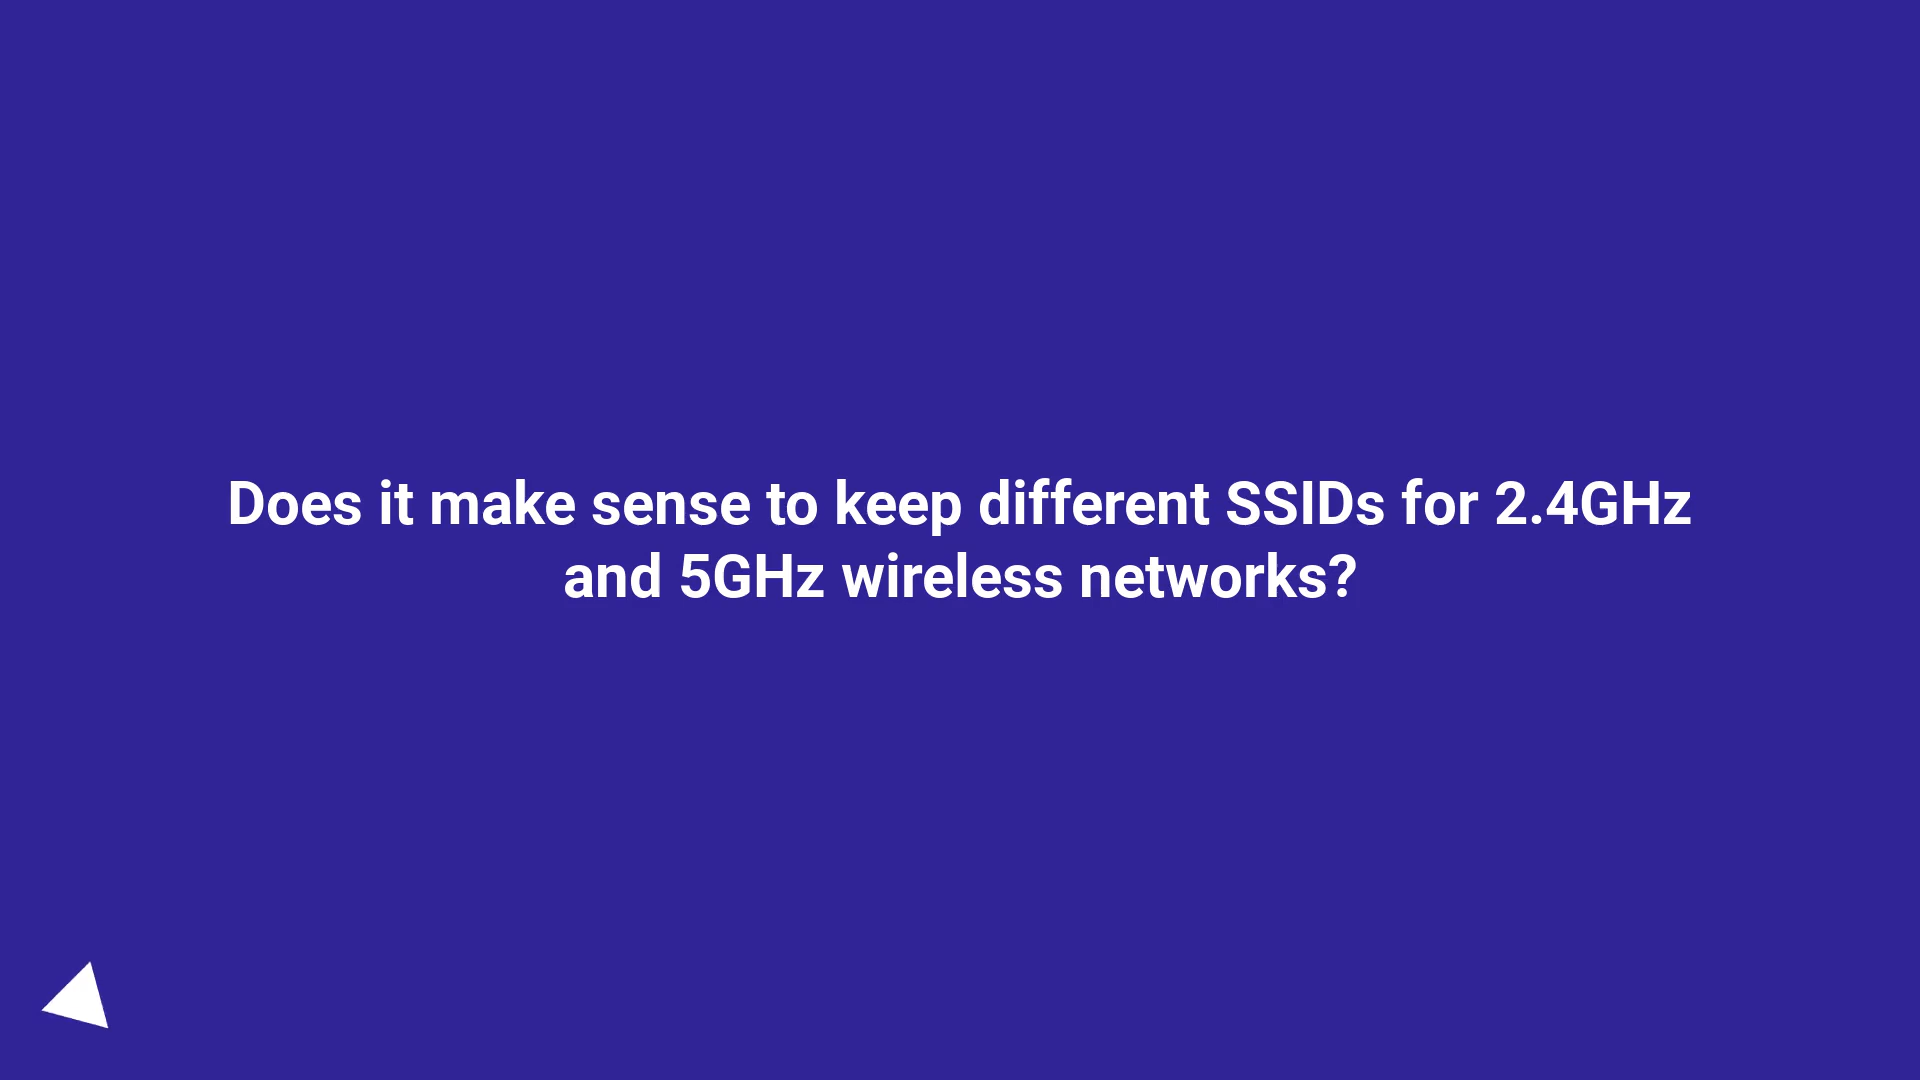 Does it make sense to keep different SSIDs for 2.4GHz
and 5GHz wireless networks?